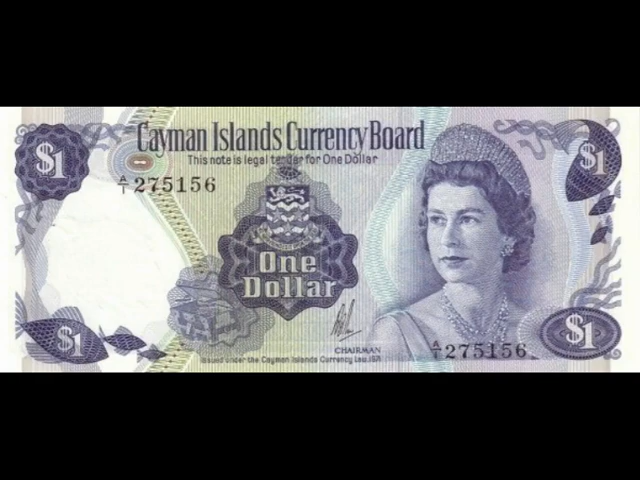 Cayman Islands Currency Board
This note is legal tender for One Dollar
$1
$1
A/1 275156
One
Dollar
CHAIRMAN
A/1 275156
Issued under the Cayman Islands Currency Law. 1971
$1
$1